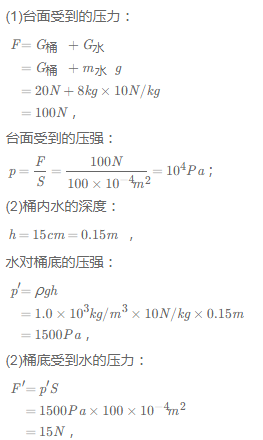 (1)台面受到的压力：
F = G桶 + G水
= G桶 + m水 g
= 20N + 8kg × 10N/kg
= 100N，
台面受到的压强：
p = F/S = 100N/(100 × 10⁻⁴m²) = 10⁴Pa；
(2)桶内水的深度：
h = 15cm = 0.15m ，
水对桶底的压强：
p′ = ρgh
= 1.0 × 10³kg/m³ × 10N/kg × 0.15m
= 1500Pa，
(2)桶底受到水的压力：
F′ = p′S
= 1500Pa × 100 × 10⁻⁴m²
= 15N，